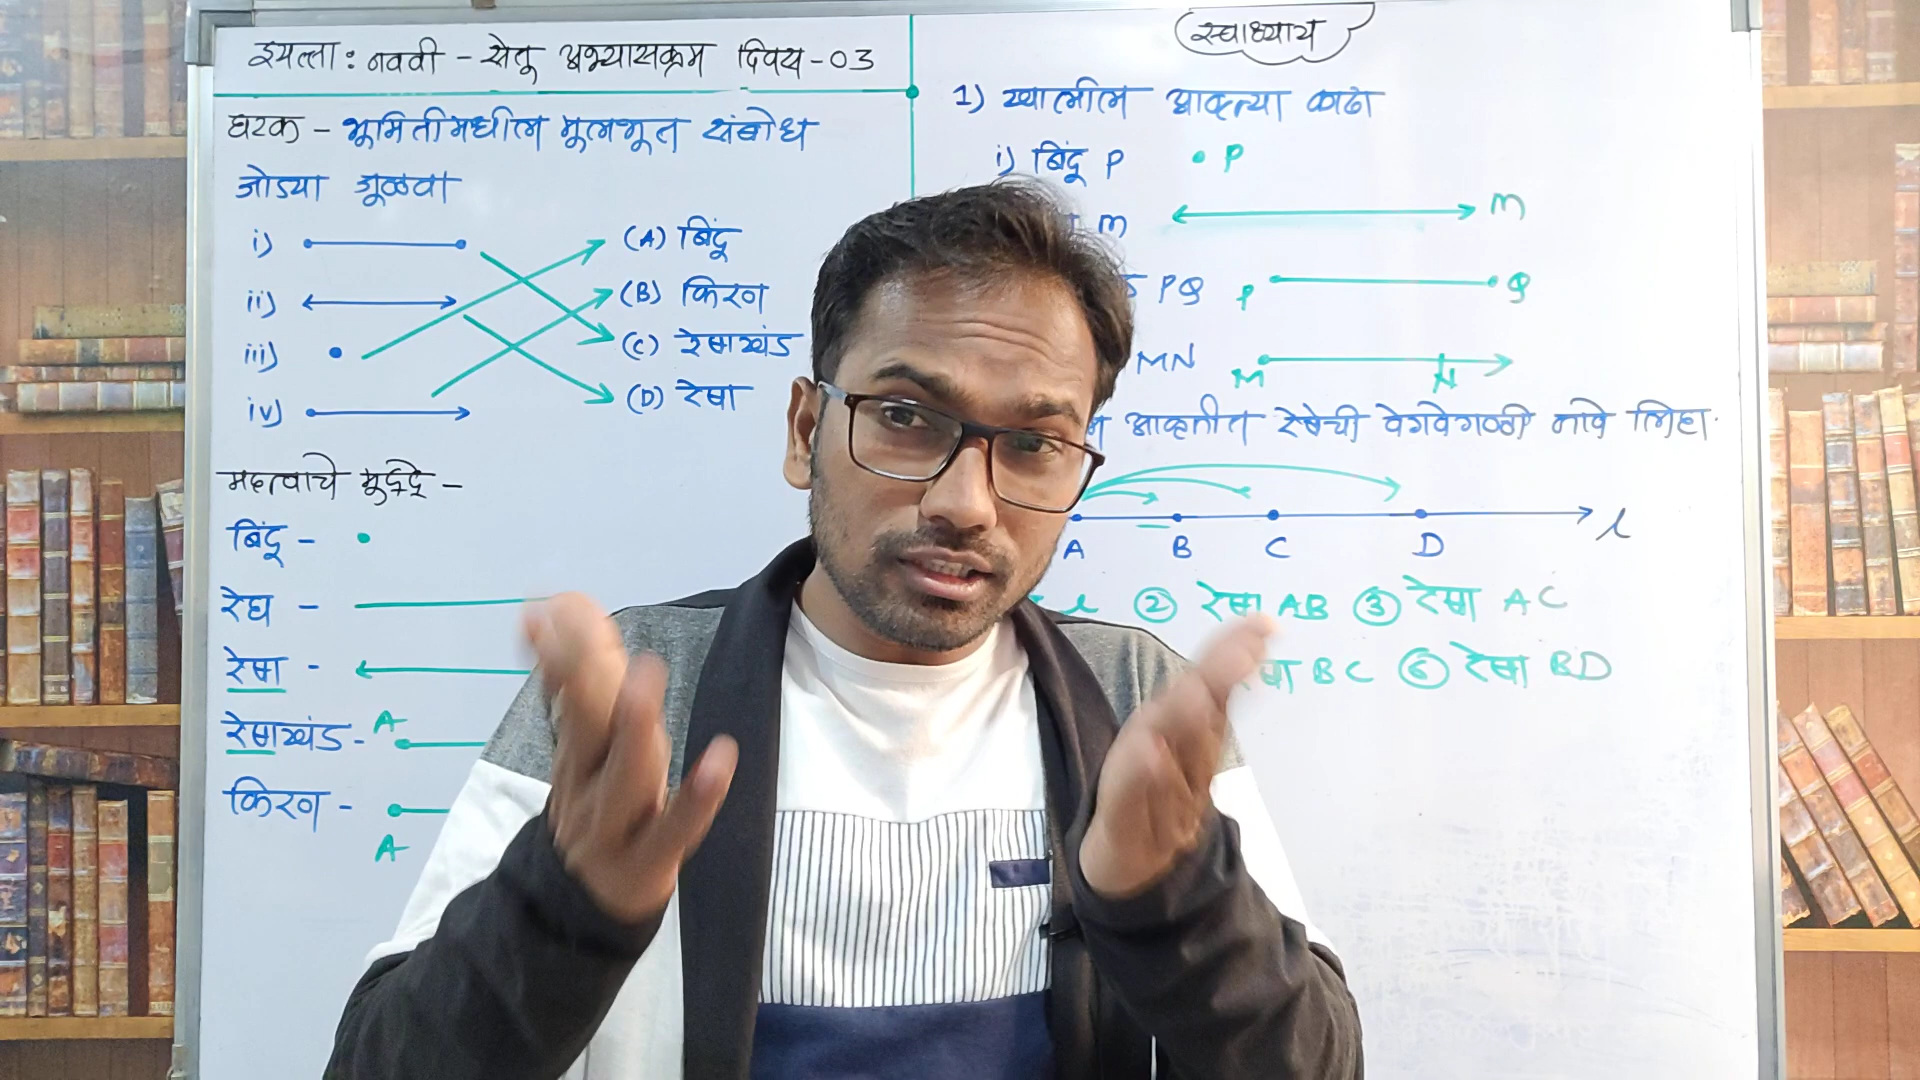 इयत्ता : नववी - सेतू अभ्यासक्रम दिवस - 03
घटक - भूमितीमधील मूलभूत संबोध
जोड्या जूळवा
i)
(A) बिंदू
ii)
(B) किरण
iii)
(C) रेषाखंड
iv)
(D) रेषा
महत्वाचे मुद्दे -
बिंदू -
रेघ -
रेषा -
रेषाखंड - A
किरण -
A
स्वाध्याय
1) खालील आकृत्या काढा
i) बिंदू P P
m m
PQ P Q
MN M N
आकृतीत रेषेची वेगवेगळी नावे लिहा.
A B C D l
l ② रेषा AB ③ रेषा AC
BC ⑥ रेषा BD